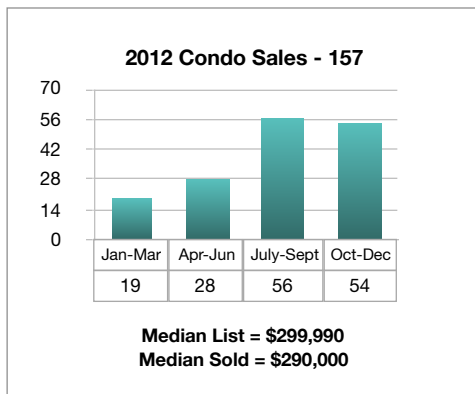 2012 Condo Sales - 157
70
56
42
28
14
0
Jan-Mar Apr-Jun July-Sept Oct-Dec
19 28 56 54
Median List = $299,990
Median Sold = $290,000